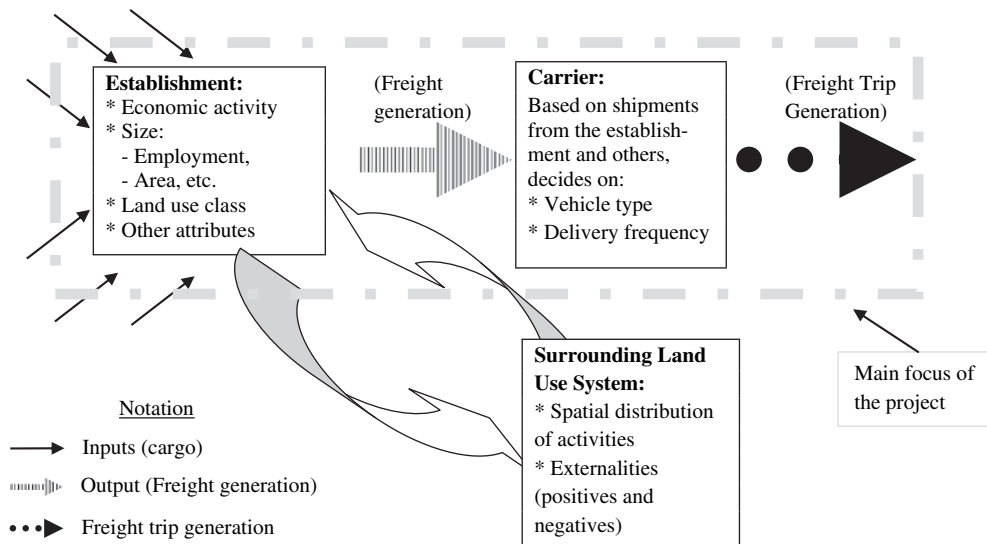 Establishment:
* Economic activity
* Size:
- Employment,
- Area, etc.
* Land use class
* Other attributes
(Freight
generation)
Carrier:
Based on shipments
from the establish-
ment and others,
decides on:
* Vehicle type
* Delivery frequency
(Freight Trip
Generation)
Surrounding Land
Use System:
* Spatial distribution
of activities
* Externalities
(positives and
negatives)
Main focus of
the project
Notation
Inputs (cargo)
Output (Freight generation)
Freight trip generation